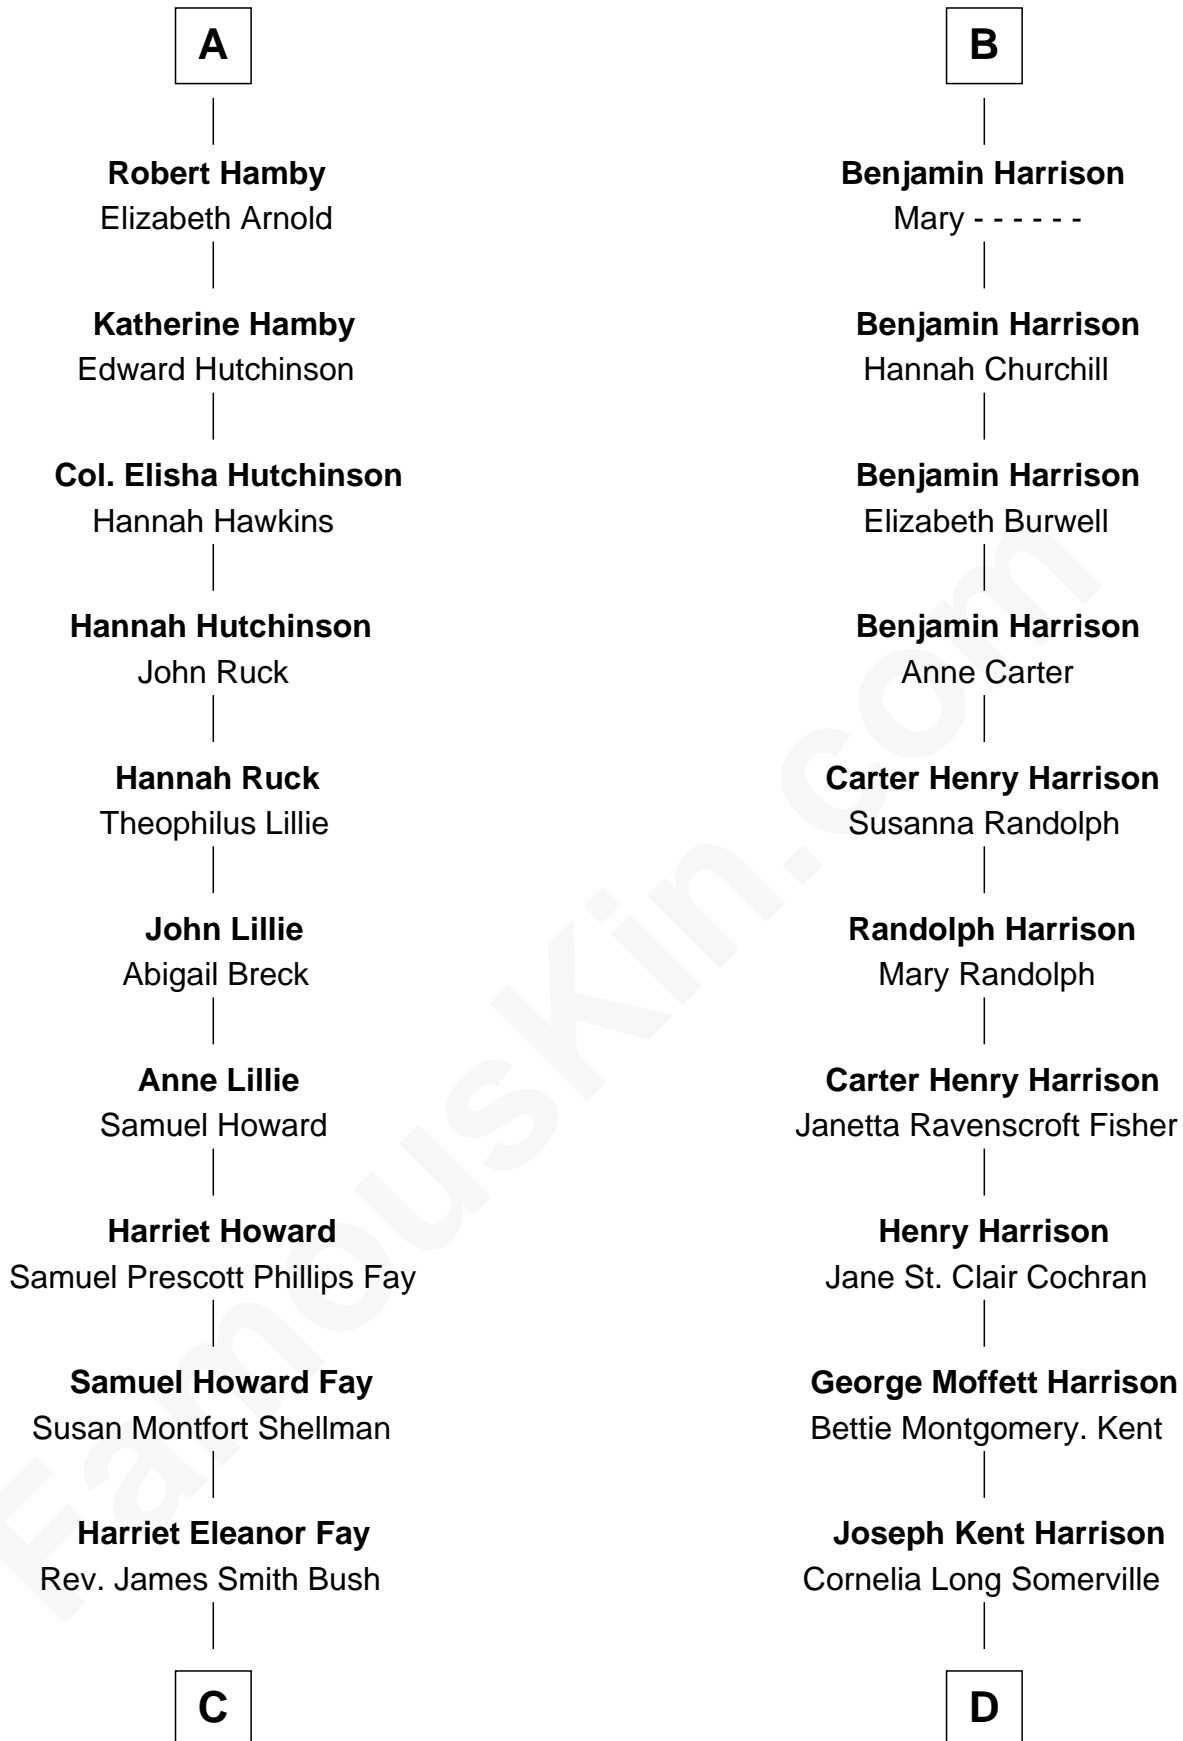 A
Robert Hamby
Elizabeth Arnold
Katherine Hamby
Edward Hutchinson
Col. Elisha Hutchinson
Hannah Hawkins
Hannah Hutchinson
John Ruck
Hannah Ruck
Theophilus Lillie
John Lillie
Abigail Breck
Anne Lillie
Samuel Howard
Harriet Howard
Samuel Prescott Phillips Fay
Samuel Howard Fay
Susan Montfort Shellman
Harriet Eleanor Fay
Rev. James Smith Bush
C
B
Benjamin Harrison
Mary - - - - - -
Benjamin Harrison
Hannah Churchill
Benjamin Harrison
Elizabeth Burwell
Benjamin Harrison
Anne Carter
Carter Henry Harrison
Susanna Randolph
Randolph Harrison
Mary Randolph
Carter Henry Harrison
Janetta Ravenscroft Fisher
Henry Harrison
Jane St. Clair Cochran
George Moffett Harrison
Bettie Montgomery. Kent
Joseph Kent Harrison
Cornelia Long Somerville
D
FamousKin.com